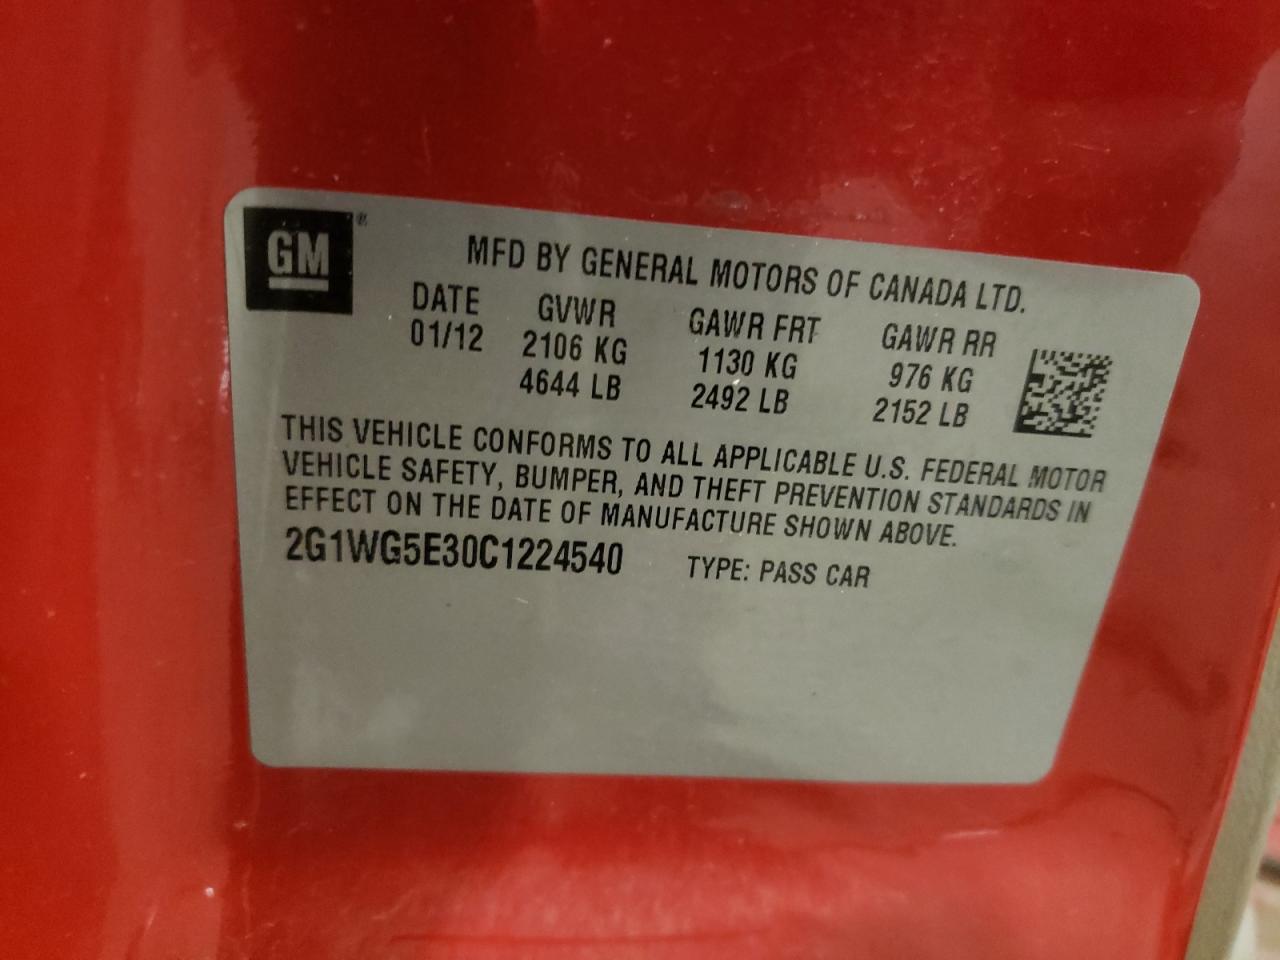 GM®
MFD BY GENERAL MOTORS OF CANADA LTD.
DATE GVWR GAWR FRT GAWR RR
01/12 2106 KG 1130 KG 976 KG
4644 LB 2492 LB 2152 LB
THIS VEHICLE CONFORMS TO ALL APPLICABLE U.S. FEDERAL MOTOR
VEHICLE SAFETY, BUMPER, AND THEFT PREVENTION STANDARDS IN
EFFECT ON THE DATE OF MANUFACTURE SHOWN ABOVE.
2G1WG5E30C1224540 TYPE: PASS CAR